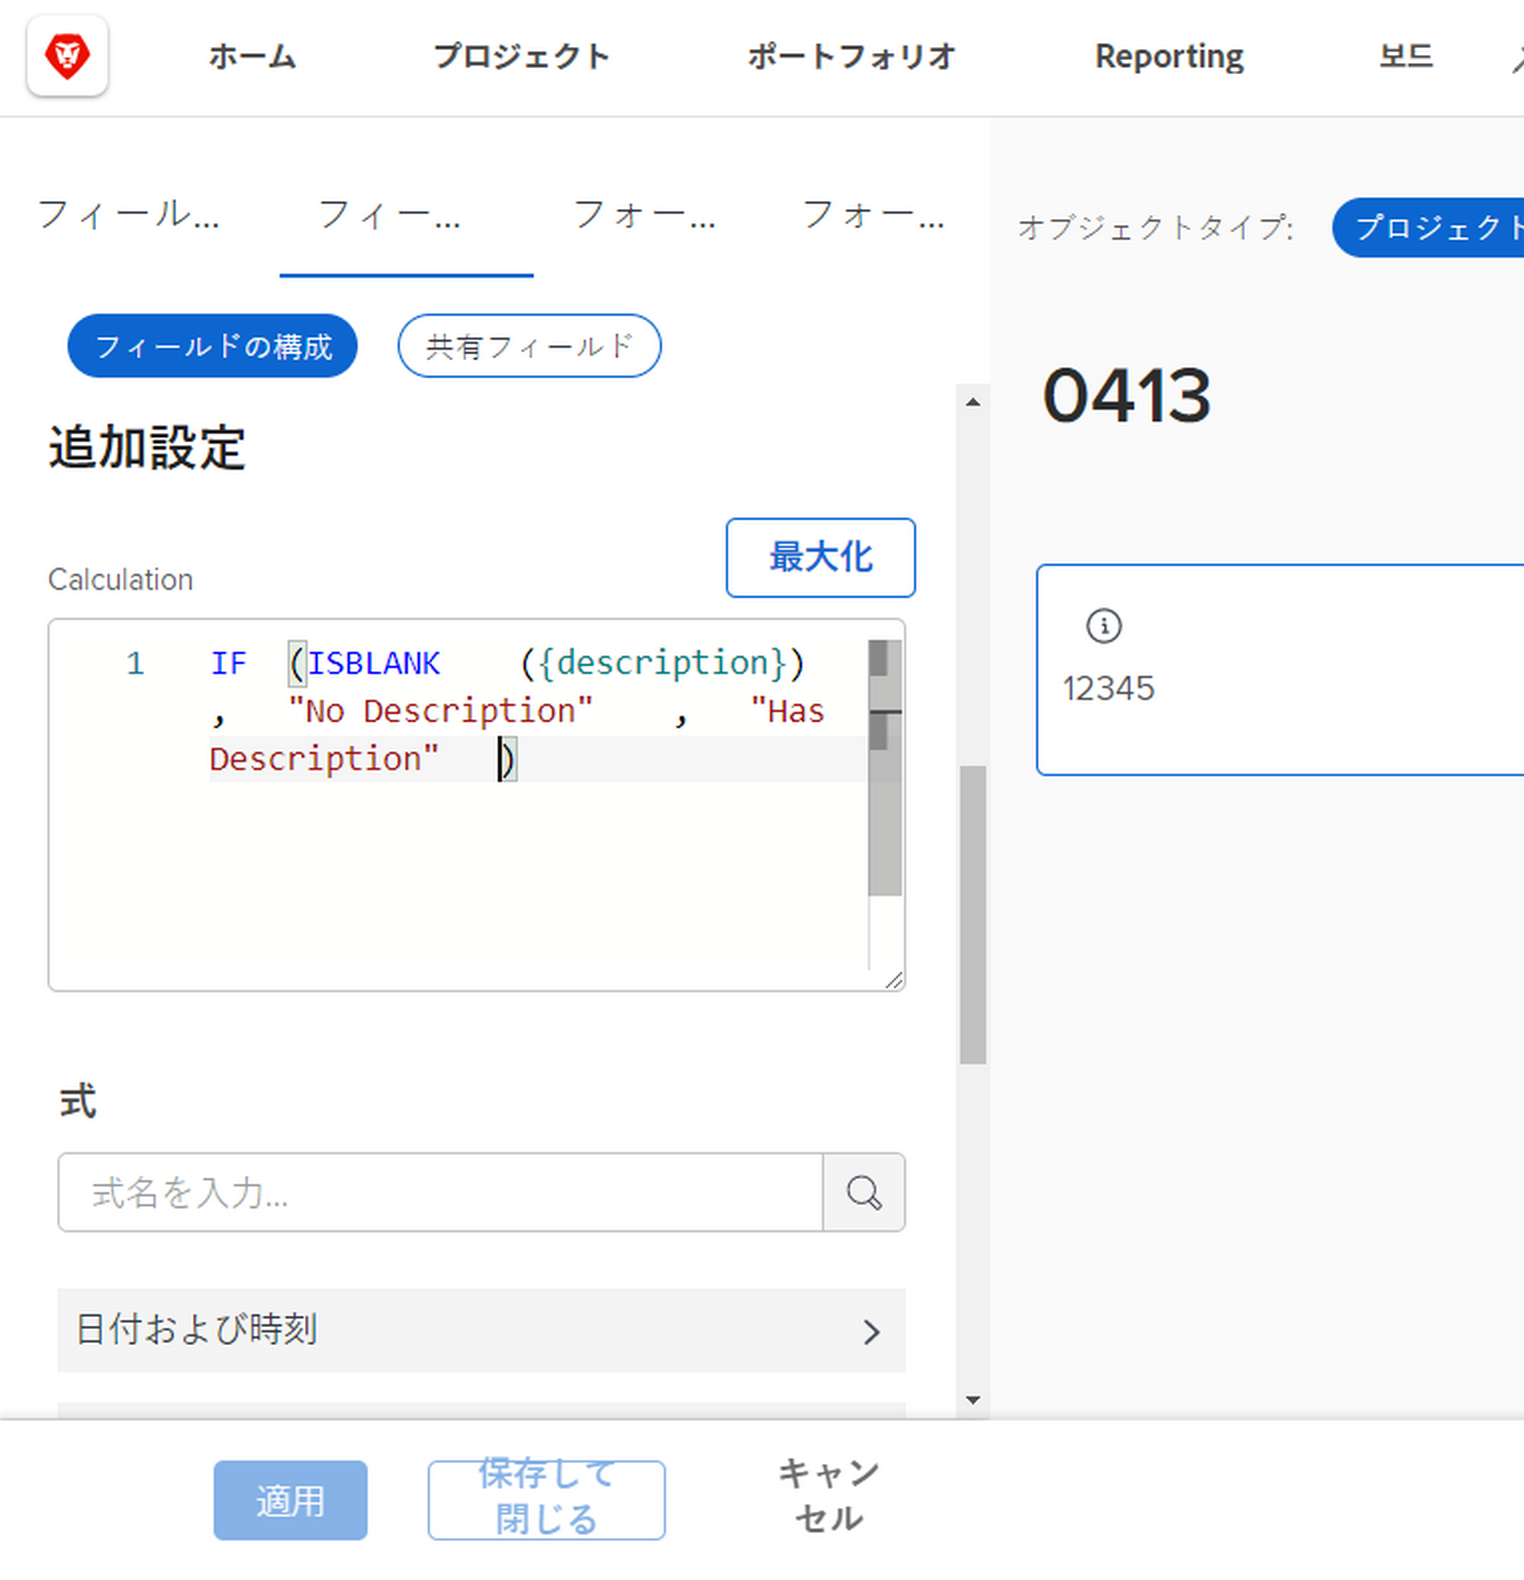 ホーム プロジェクト ポートフォリオ Reporting 보드
フィール... フィー... フォー... フォー...
オブジェクトタイプ: プロジェクト
フィールドの構成 共有フィールド
0413
追加設定
最大化
Calculation
1 IF (ISBLANK ({description})
, "No Description" , "Has
Description" )
12345
式
式名を入力...
日付および時刻
適用
保存して
閉じる
キャン
セル